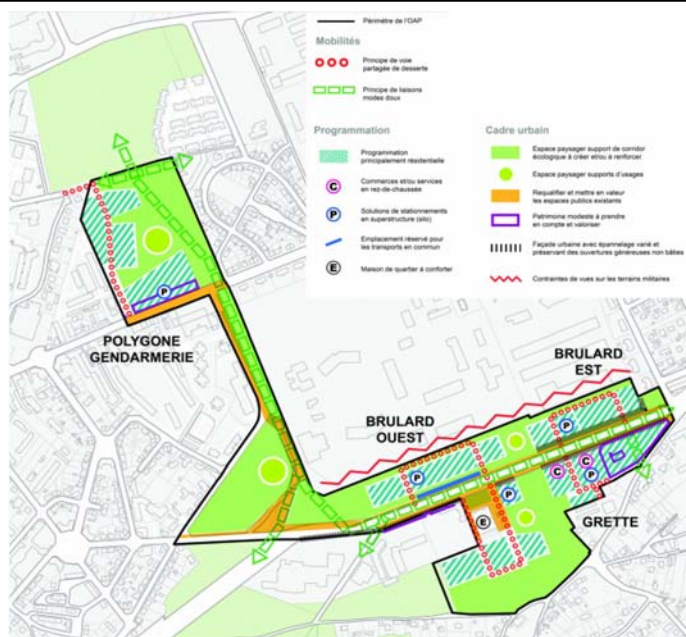 Périmètre de l'OAP
Mobilités
Principe de voie
partagée de desserte
Principe de liaisons
modes doux
Programmation
Programmation
principalement résidentielle
C
Commerces et/ou services
en rez-de-chaussée
P
Solutions de stationnements
en superstructure (silo)
Emplacement réservé pour
les transports en commun
E
Maison de quartier à conforter
Cadre urbain
Espace paysager support de corridor
écologique à créer et/ou à renforcer
Espace paysager supports d'usages
Requalifier et mettre en valeur
les espaces publics existants
Patrimoine modeste à prendre
en compte et valoriser
Façade urbaine avec épannelage varié et
préservant des ouvertures généreuses non bâties
Contraintes de vues sur les terrains militaires
P
POLYGONE
GENDARMERIE
BRULARD
EST
BRULARD
OUEST
P
P
C
C
P
P
E
GRETTE